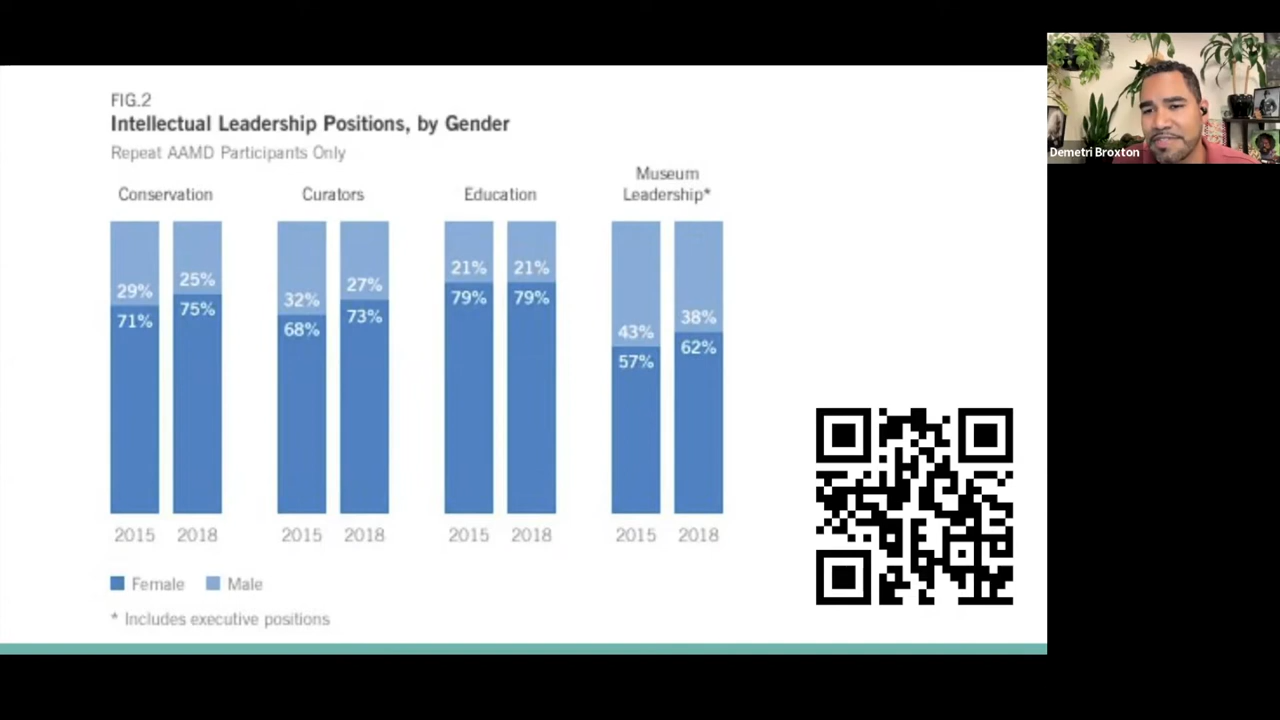 FIG.2
Intellectual Leadership Positions, by Gender
Repeat AAMD Participants Only
Conservation
Curators
Education
Museum
Leadership*
29%
71%
25%
75%
32%
68%
27%
73%
21%
79%
21%
79%
43%
57%
38%
62%
2015 2018
2015 2018
2015 2018
2015 2018
Female Male
* Includes executive positions
Demetri Broxton